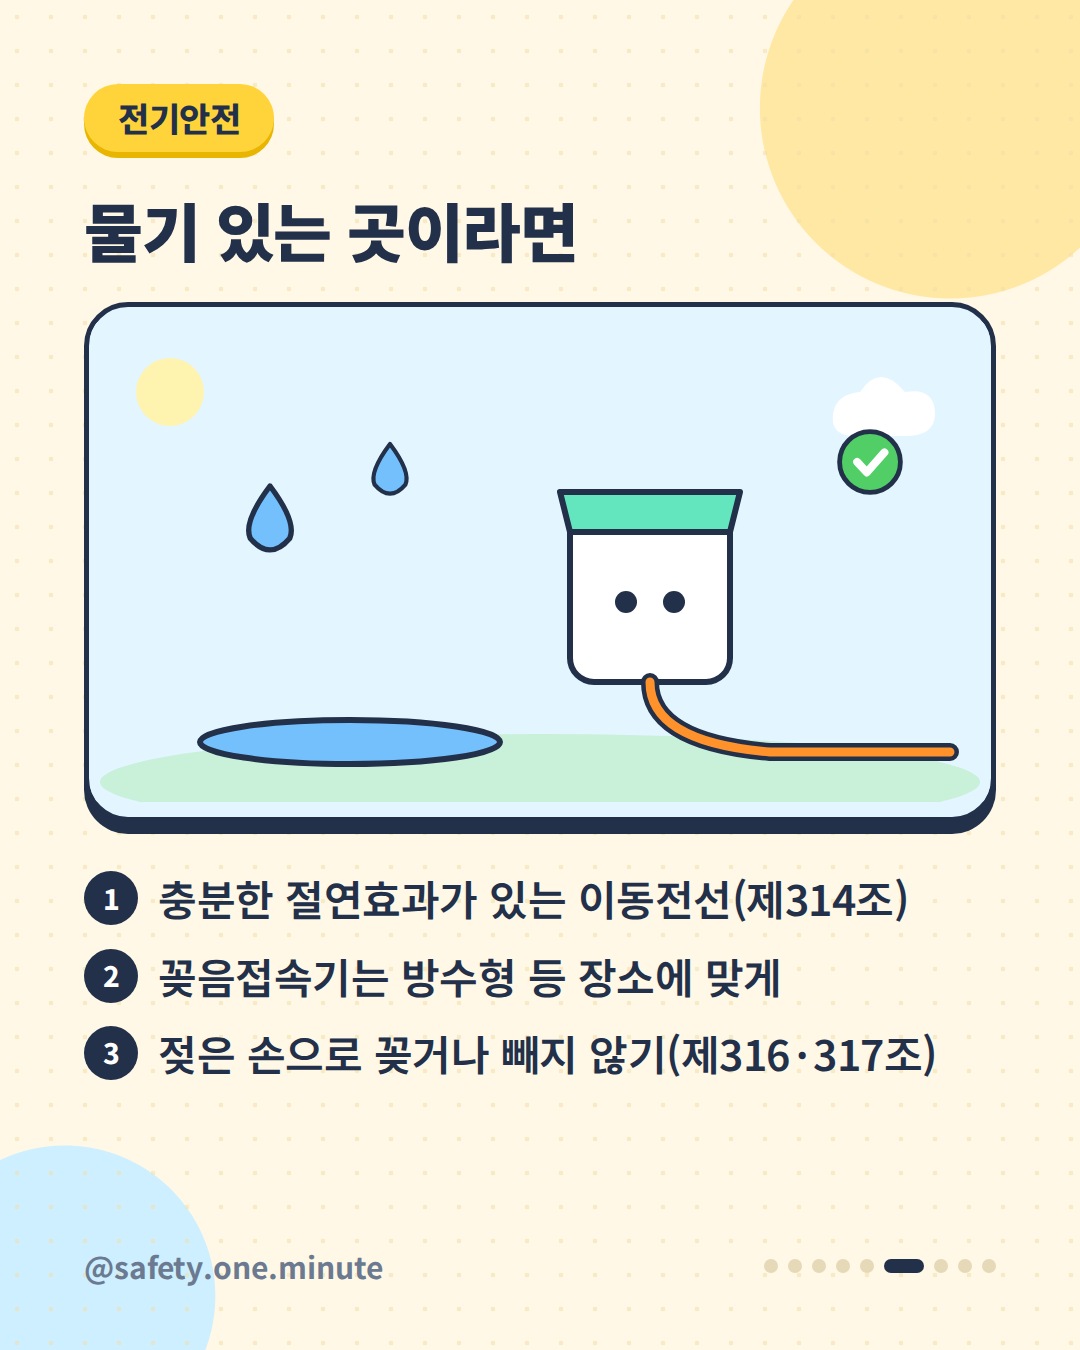 전기안전
물기 있는 곳이라면
1 충분한 절연효과가 있는 이동전선(제314조)
2 꽂음접속기는 방수형 등 장소에 맞게
3 젖은 손으로 꽂거나 빼지 않기(제316·317조)
@safety.one.minute